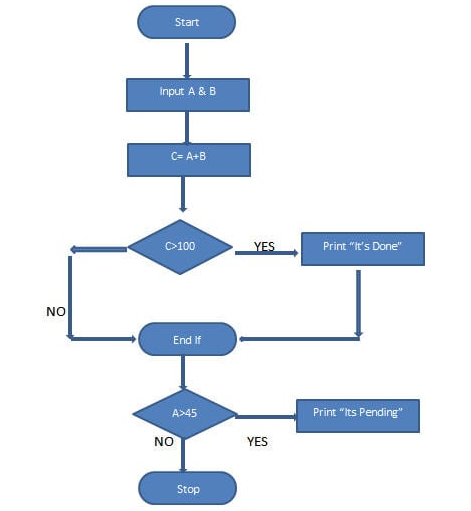 Start
Input A & B
C= A+B
C>100
YES
Print “It’s Done”
NO
End If
A>45
Print “Its Pending”
NO
YES
Stop